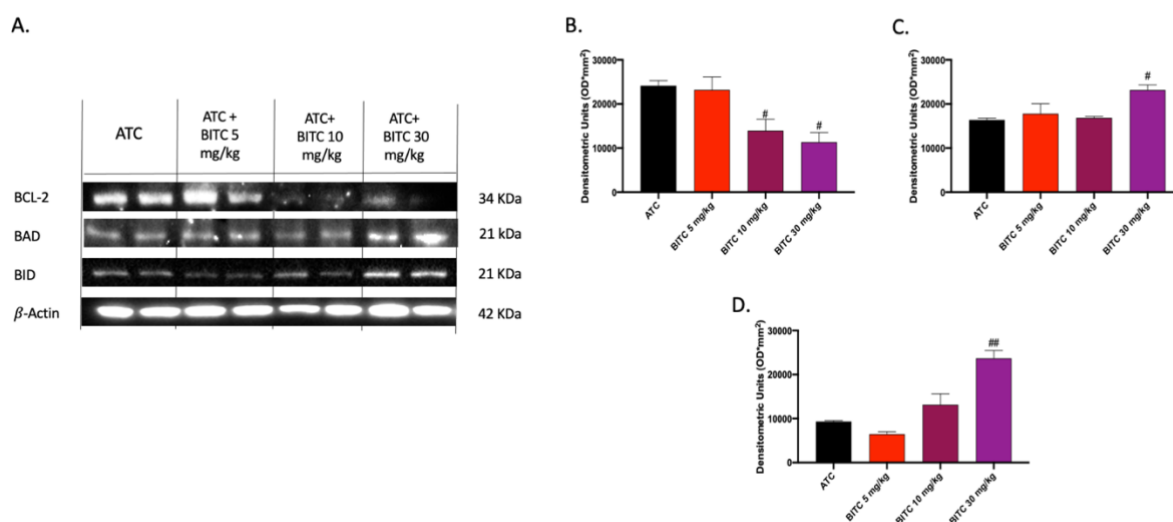 A.
ATC
ATC +
BITC 5
mg/kg
ATC+
BITC 10
mg/kg
ATC+
BITC 30
mg/kg
BCL-2
34 KDa
BAD
21 kDa
BID
21 KDa
β-Actin
42 KDa
B.
Densitometric Units (OD*mm²)
30000
20000
10000
0
#
#
ATC
BITC 5 mg/kg
BITC 10 mg/kg
BITC 30 mg/kg
C.
Densitometric Units (OD*mm²)
30000
20000
10000
0
#
ATC
BITC 5 mg/kg
BITC 10 mg/kg
BITC 30 mg/kg
D.
Densitometric Units (OD*mm²)
30000
20000
10000
0
##
ATC
BITC 5 mg/kg
BITC 10 mg/kg
BITC 30 mg/kg